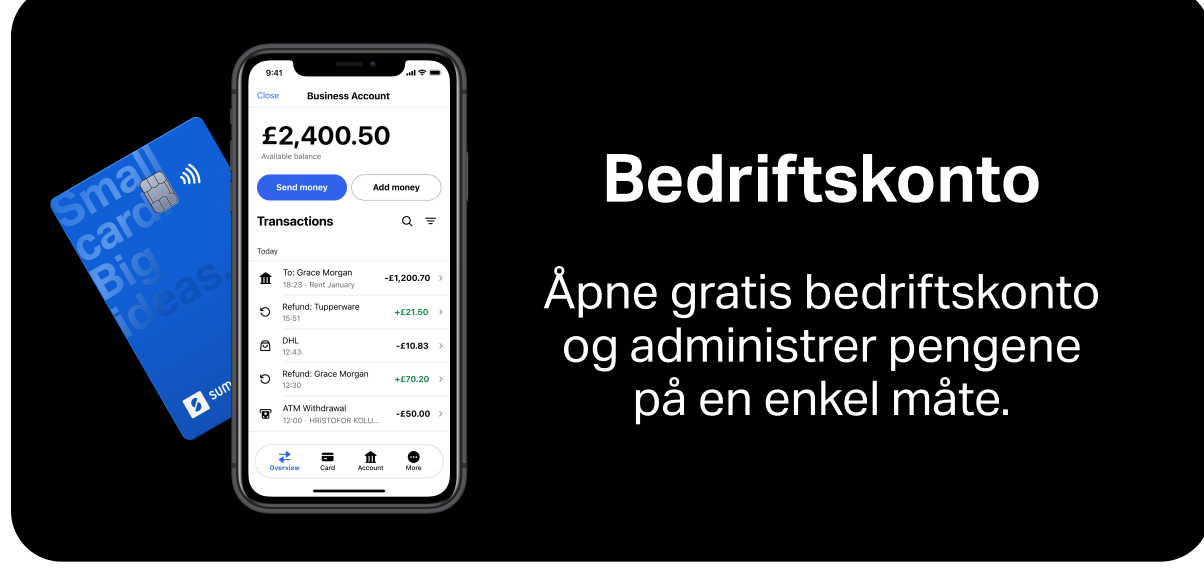 Small
card.
Big
ideas.
9:41
Close Business Account
£2,400.50
Available balance
Send money Add money
Transactions
Today
To: Grace Morgan -£1,200.70
18:23 · Rent January
Refund: Tupperware +£21.50
15:51
DHL -£10.83
12:43
Refund: Grace Morgan +£70.20
12:30
ATM Withdrawal -£50.00
12:00 · HRISTOFOR KOLU...
Overview Card Account More
Bedriftskonto
Åpne gratis bedriftskonto
og administrer pengene
på en enkel måte.